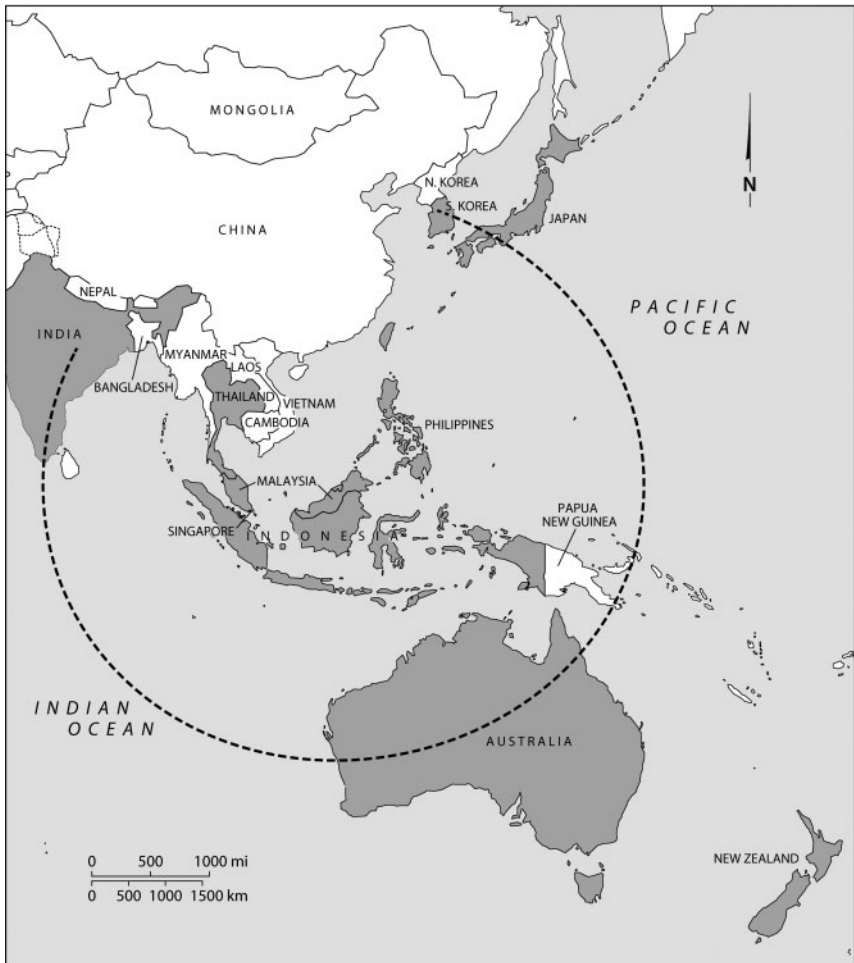 MONGOLIA
N. KOREA
S. KOREA
JAPAN
CHINA
N
NEPAL
PACIFIC
OCEAN
INDIA
MYANMAR
LAOS
BANGLADESH
THAILAND
VIETNAM
CAMBODIA
PHILIPPINES
MALAYSIA
PAPUA
NEW GUINEA
SINGAPORE
INDONESIA
INDIAN
OCEAN
AUSTRALIA
0 500 1000 mi
0 500 1000 1500 km
NEW ZEALAND